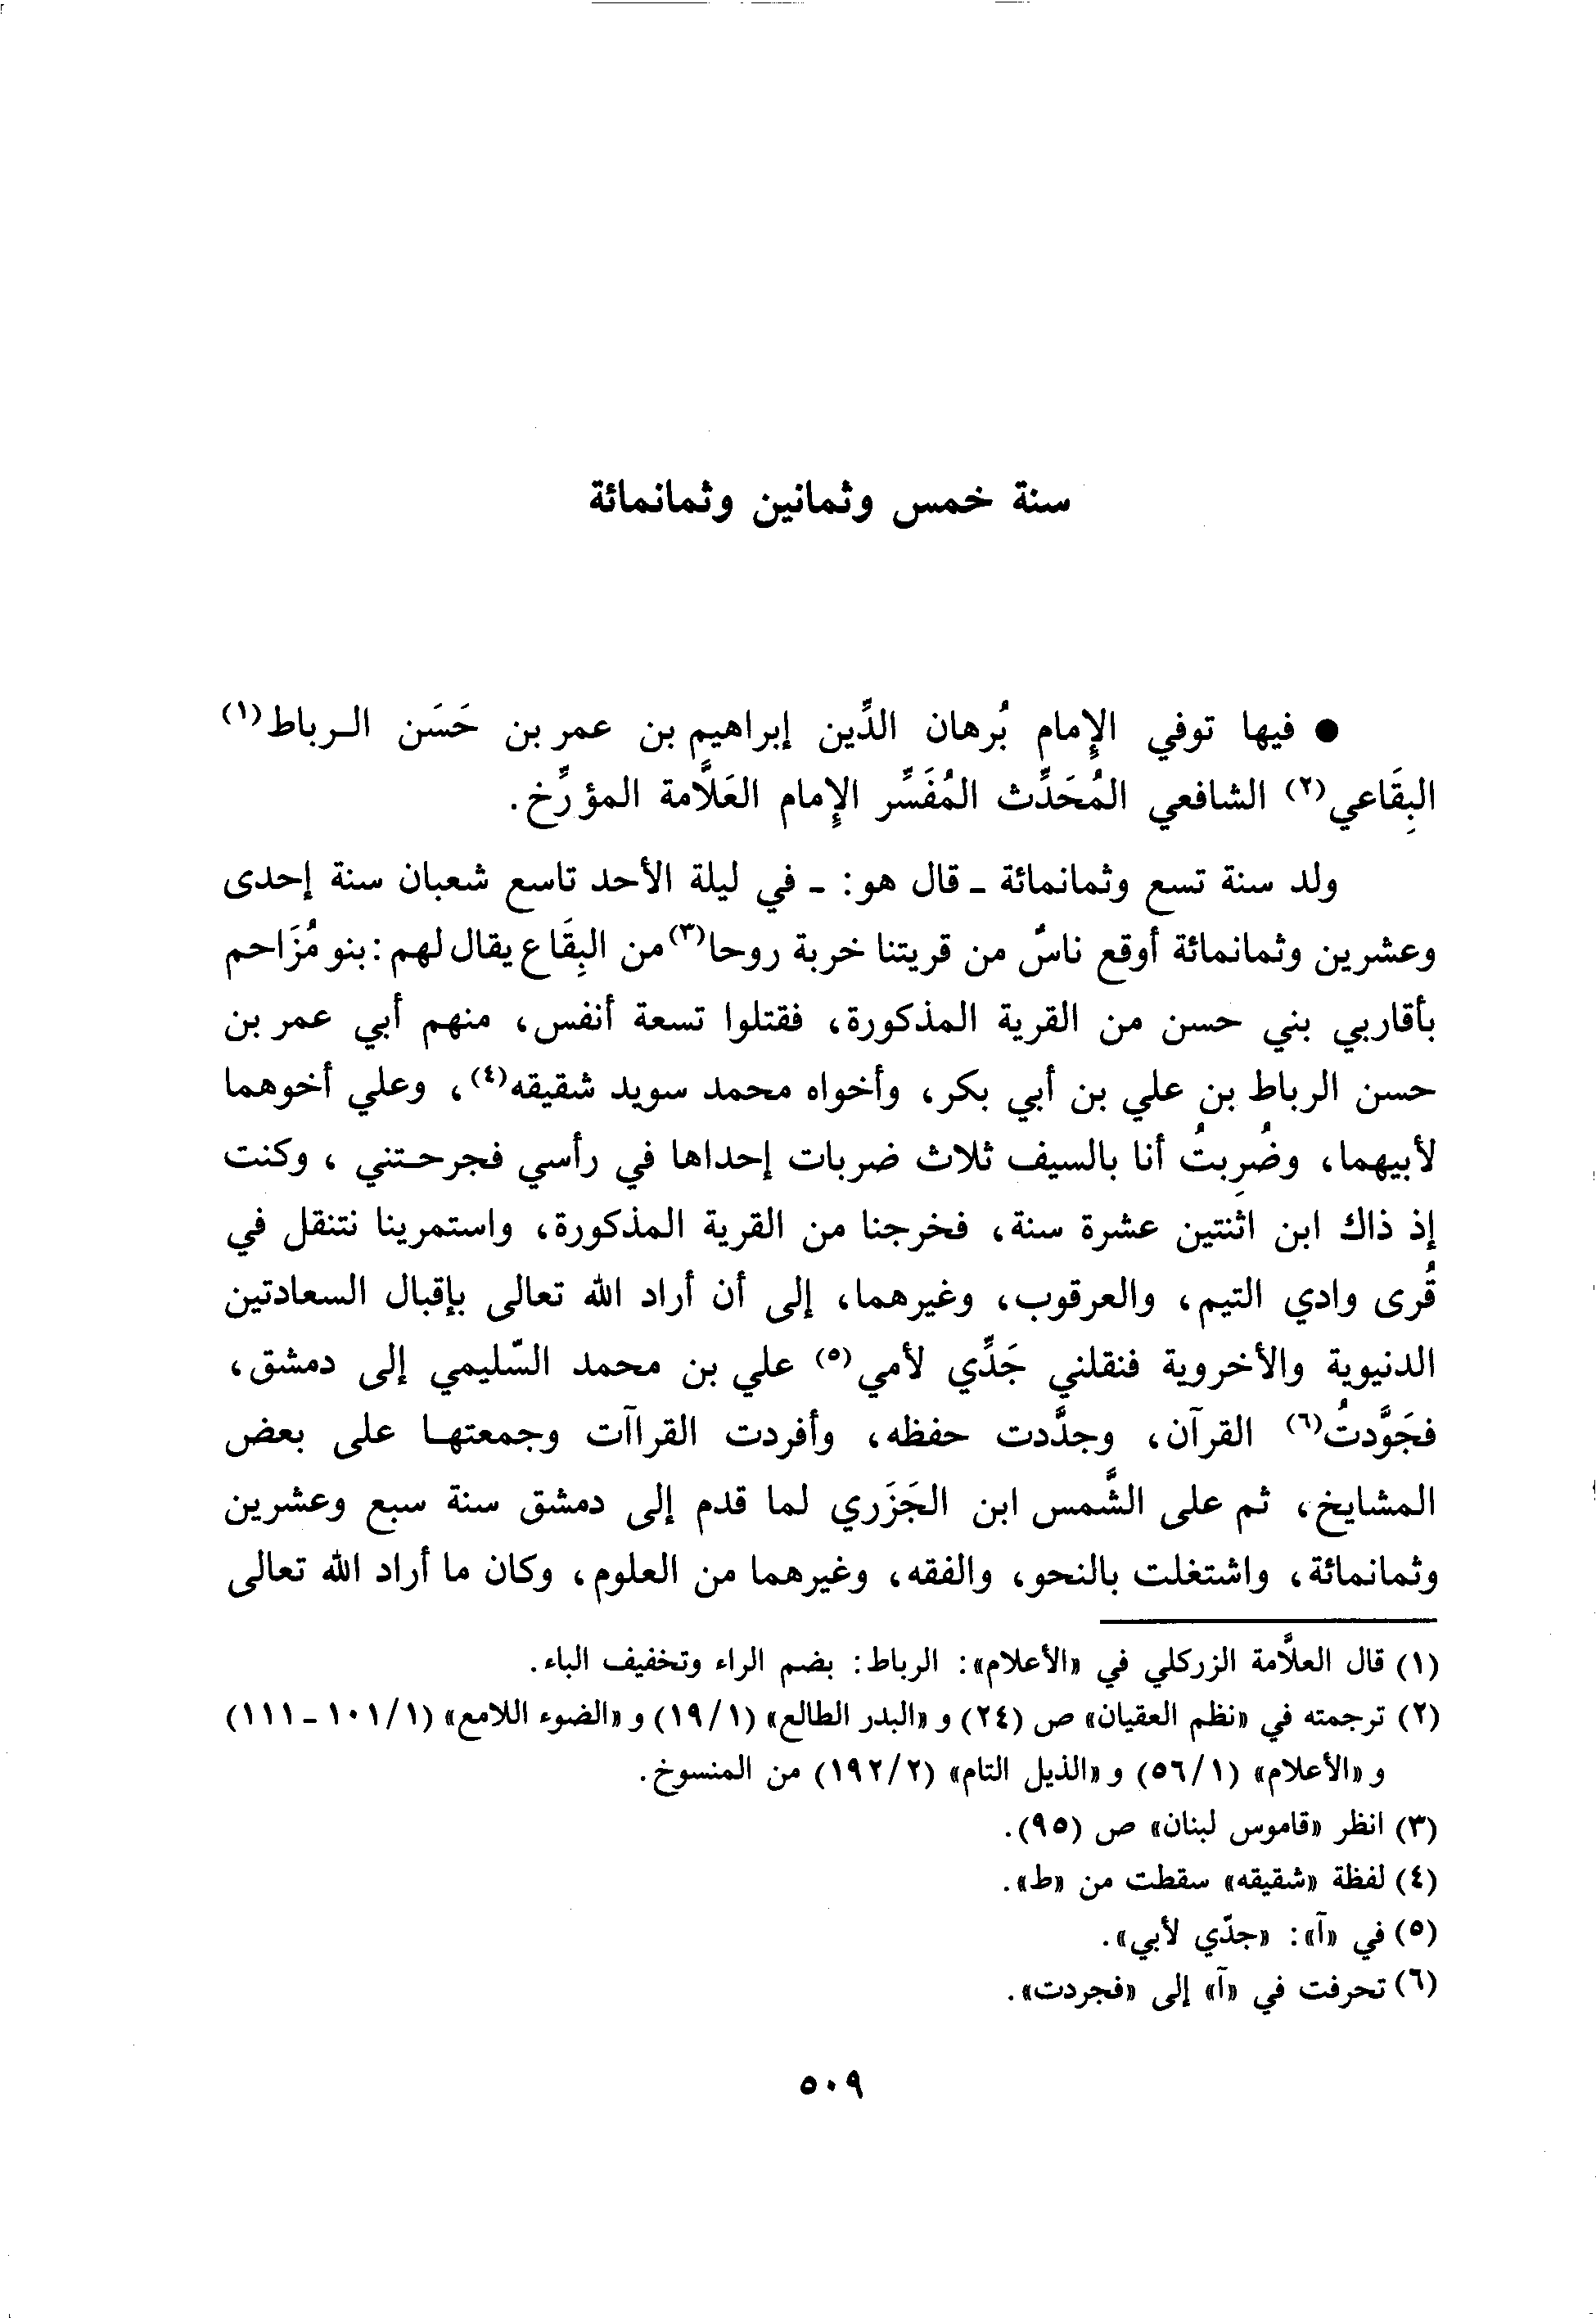 سنة خمس وثمانين وثمانمائة
● فيها توفي الإمام بُرهان الدِّين إبراهيم بن عمر بن حَسَن الـرباط(١)
البِقَاعي(٢) الشافعي المُحَدِّث المُفَسِّر الإمام العَلاَّمة المؤرِّخ.
ولد سنة تسع وثمانمائة ـ قال هو: ـ في ليلة الأحد تاسع شعبان سنة إحدى
وعشرين وثمانمائة أوقع ناسٌ من قريتنا خربة روحا(٣) من البِقَاع يقال لهم: بنو مُزَاحم
بأقاربي بني حسن من القرية المذكورة، فقتلوا تسعة أنفس، منهم أبي عمر بن
حسن الرباط بن علي بن أبي بكر، وأخواه محمد سويد شقيقه(٤)، وعلي أخوهما
لأبيهما، وضُرِبتُ أنا بالسيف ثلاث ضربات إحداها في رأسي فجرحـتني ، وكنت
إذ ذاك ابن اثنتين عشرة سنة، فخرجنا من القرية المذكورة، واستمرينا نتنقل في
قُرى وادي التيم، والعرقوب، وغيرهما، إلى أن أراد الله تعالى بإقبال السعادتين
الدنيوية والأخروية فنقلني جَدِّي لأمي(٥) علي بن محمد السّليمي إلى دمشق،
فجَوَّدتُ(٦) القرآن، وجدَّدت حفظه، وأفردت القراآت وجمعتهـا على بعض
المشايخ، ثم على الشَّمس ابن الجَزَري لما قدم إلى دمشق سنة سبع وعشرين
وثمانمائة، واشتغلت بالنحو، والفقه، وغيرهما من العلوم، وكان ما أراد الله تعالى
(١) قال العلاَّمة الزركلي في «الأعلام»: الرباط: بضم الراء وتخفيف الباء.
(٢) ترجمته في «نظم العقيان» ص (٢٤) و «البدر الطالع» (١/ ١٩) و «الضوء اللامع» (١/ ١٠١ ـ ١١١)
و «الأعلام» (١/ ٥٦) و «الذيل التام» (٢/ ١٩٢) من المنسوخ.
(٣) انظر «قاموس لبنان» ص (٩٥).
(٤) لفظة «شقيقه» سقطت من «ط».
(٥) في «آ»: «جدّي لأبي».
(٦) تحرفت في «آ» إلى «فجردت».
٥٠٩